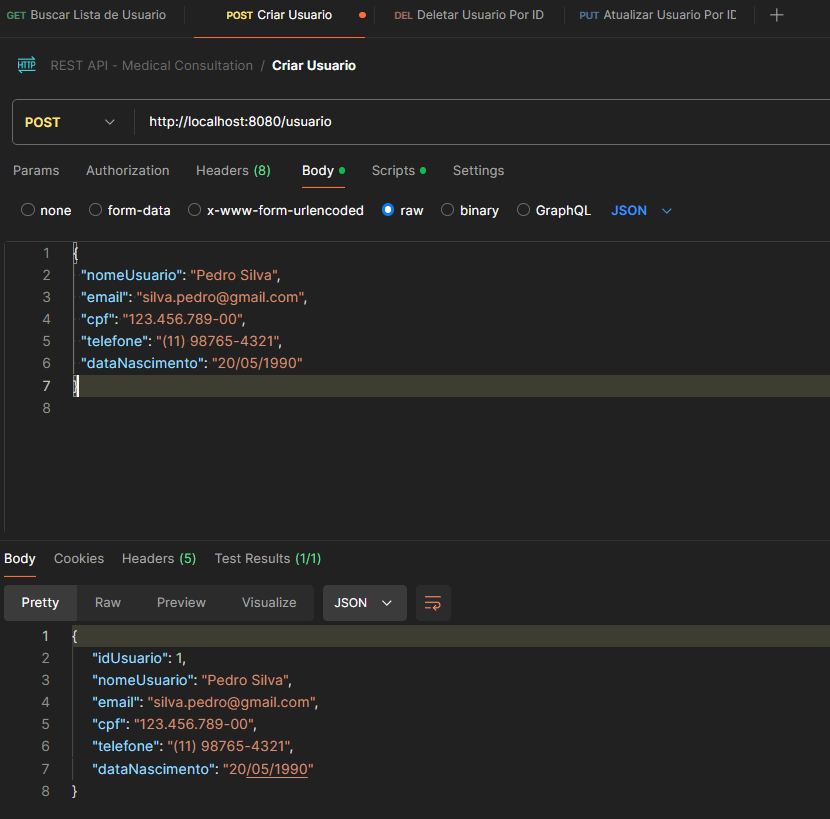 GET Buscar Lista de Usuario POST Criar Usuario DEL Deletar Usuario Por ID PUT Atualizar Usuario Por ID
HTTP REST API - Medical Consultation / Criar Usuario
POST http://localhost:8080/usuario
Params Authorization Headers (8) Body Scripts Settings
none form-data x-www-form-urlencoded raw binary GraphQL JSON
1 {
2 "nomeUsuario": "Pedro Silva",
3 "email": "silva.pedro@gmail.com",
4 "cpf": "123.456.789-00",
5 "telefone": "(11) 98765-4321",
6 "dataNascimento": "20/05/1990"
7 }
8
Body Cookies Headers (5) Test Results (1/1)
Pretty Raw Preview Visualize JSON
1 {
2 "idUsuario": 1,
3 "nomeUsuario": "Pedro Silva",
4 "email": "silva.pedro@gmail.com",
5 "cpf": "123.456.789-00",
6 "telefone": "(11) 98765-4321",
7 "dataNascimento": "20/05/1990"
8 }